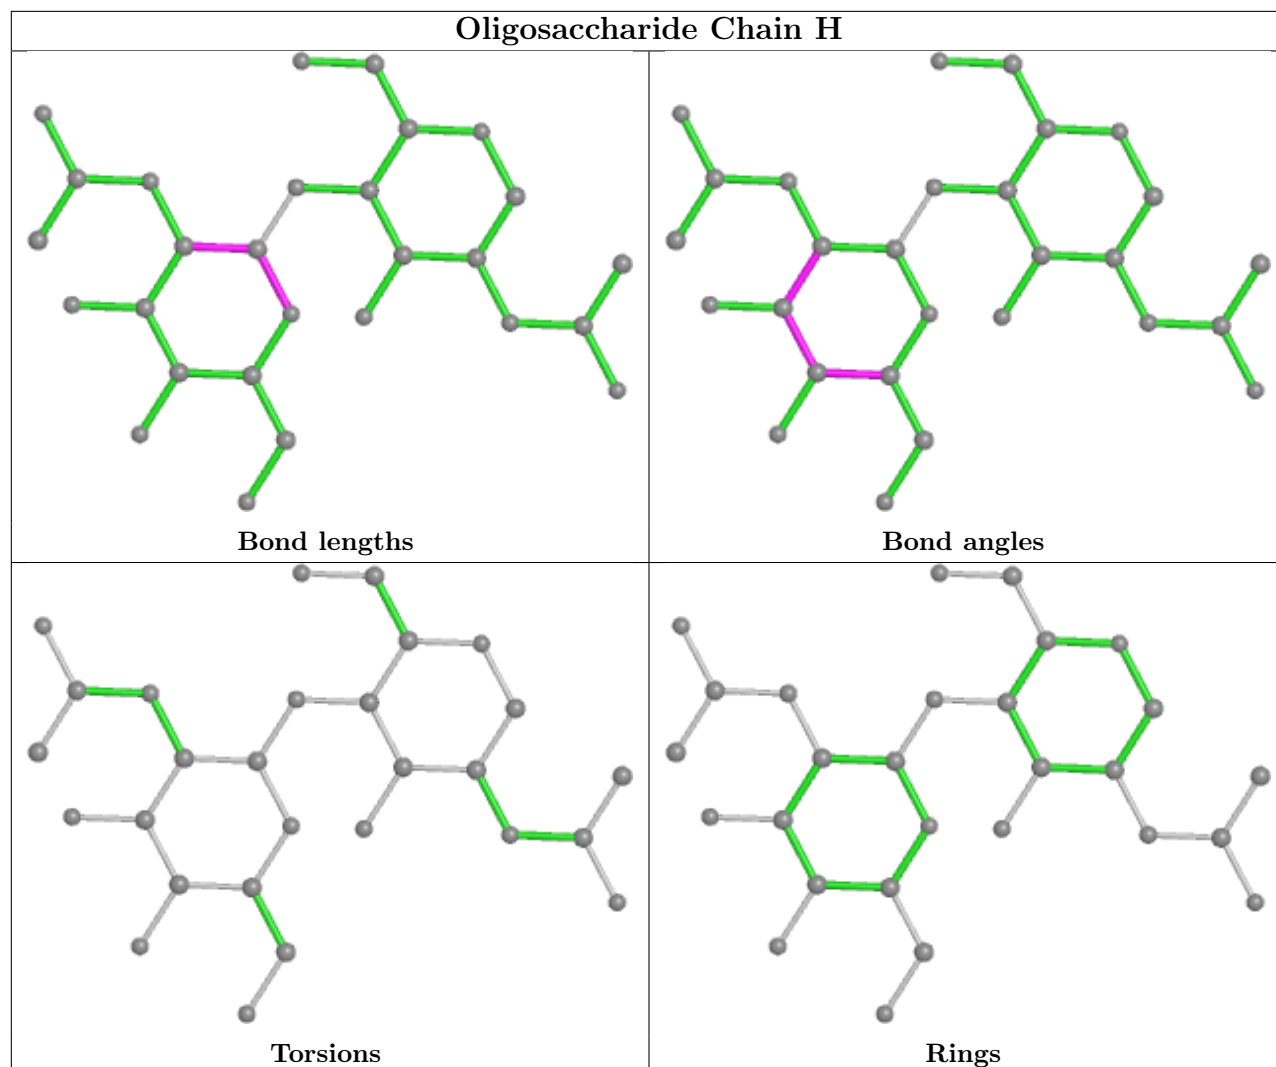 Oligosaccharide Chain H
Bond lengths
Bond angles
Torsions
Rings